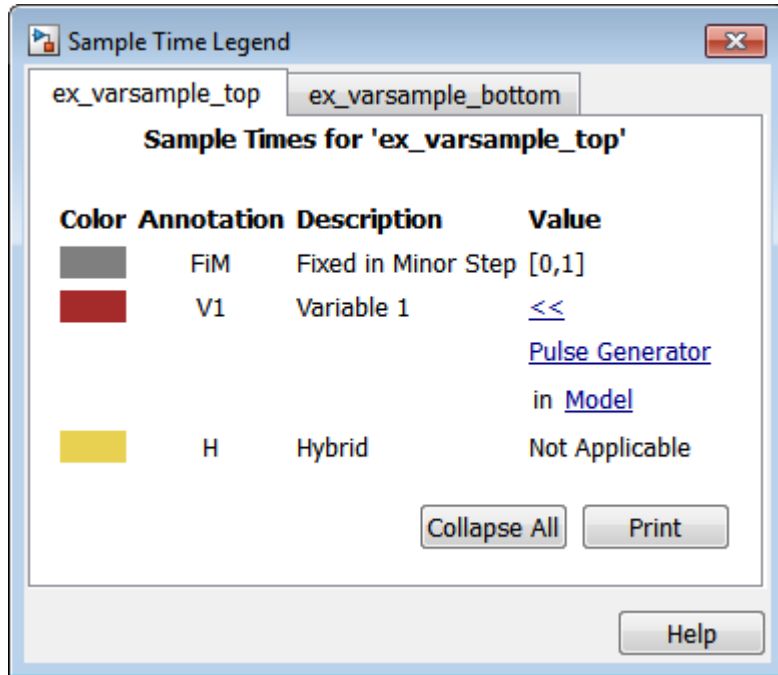 Sample Time Legend
ex_varsample_top ex_varsample_bottom
Sample Times for 'ex_varsample_top'
Color Annotation Description Value
FiM Fixed in Minor Step [0,1]
V1 Variable 1 <<
Pulse Generator
in Model
H Hybrid Not Applicable
Collapse All Print
Help